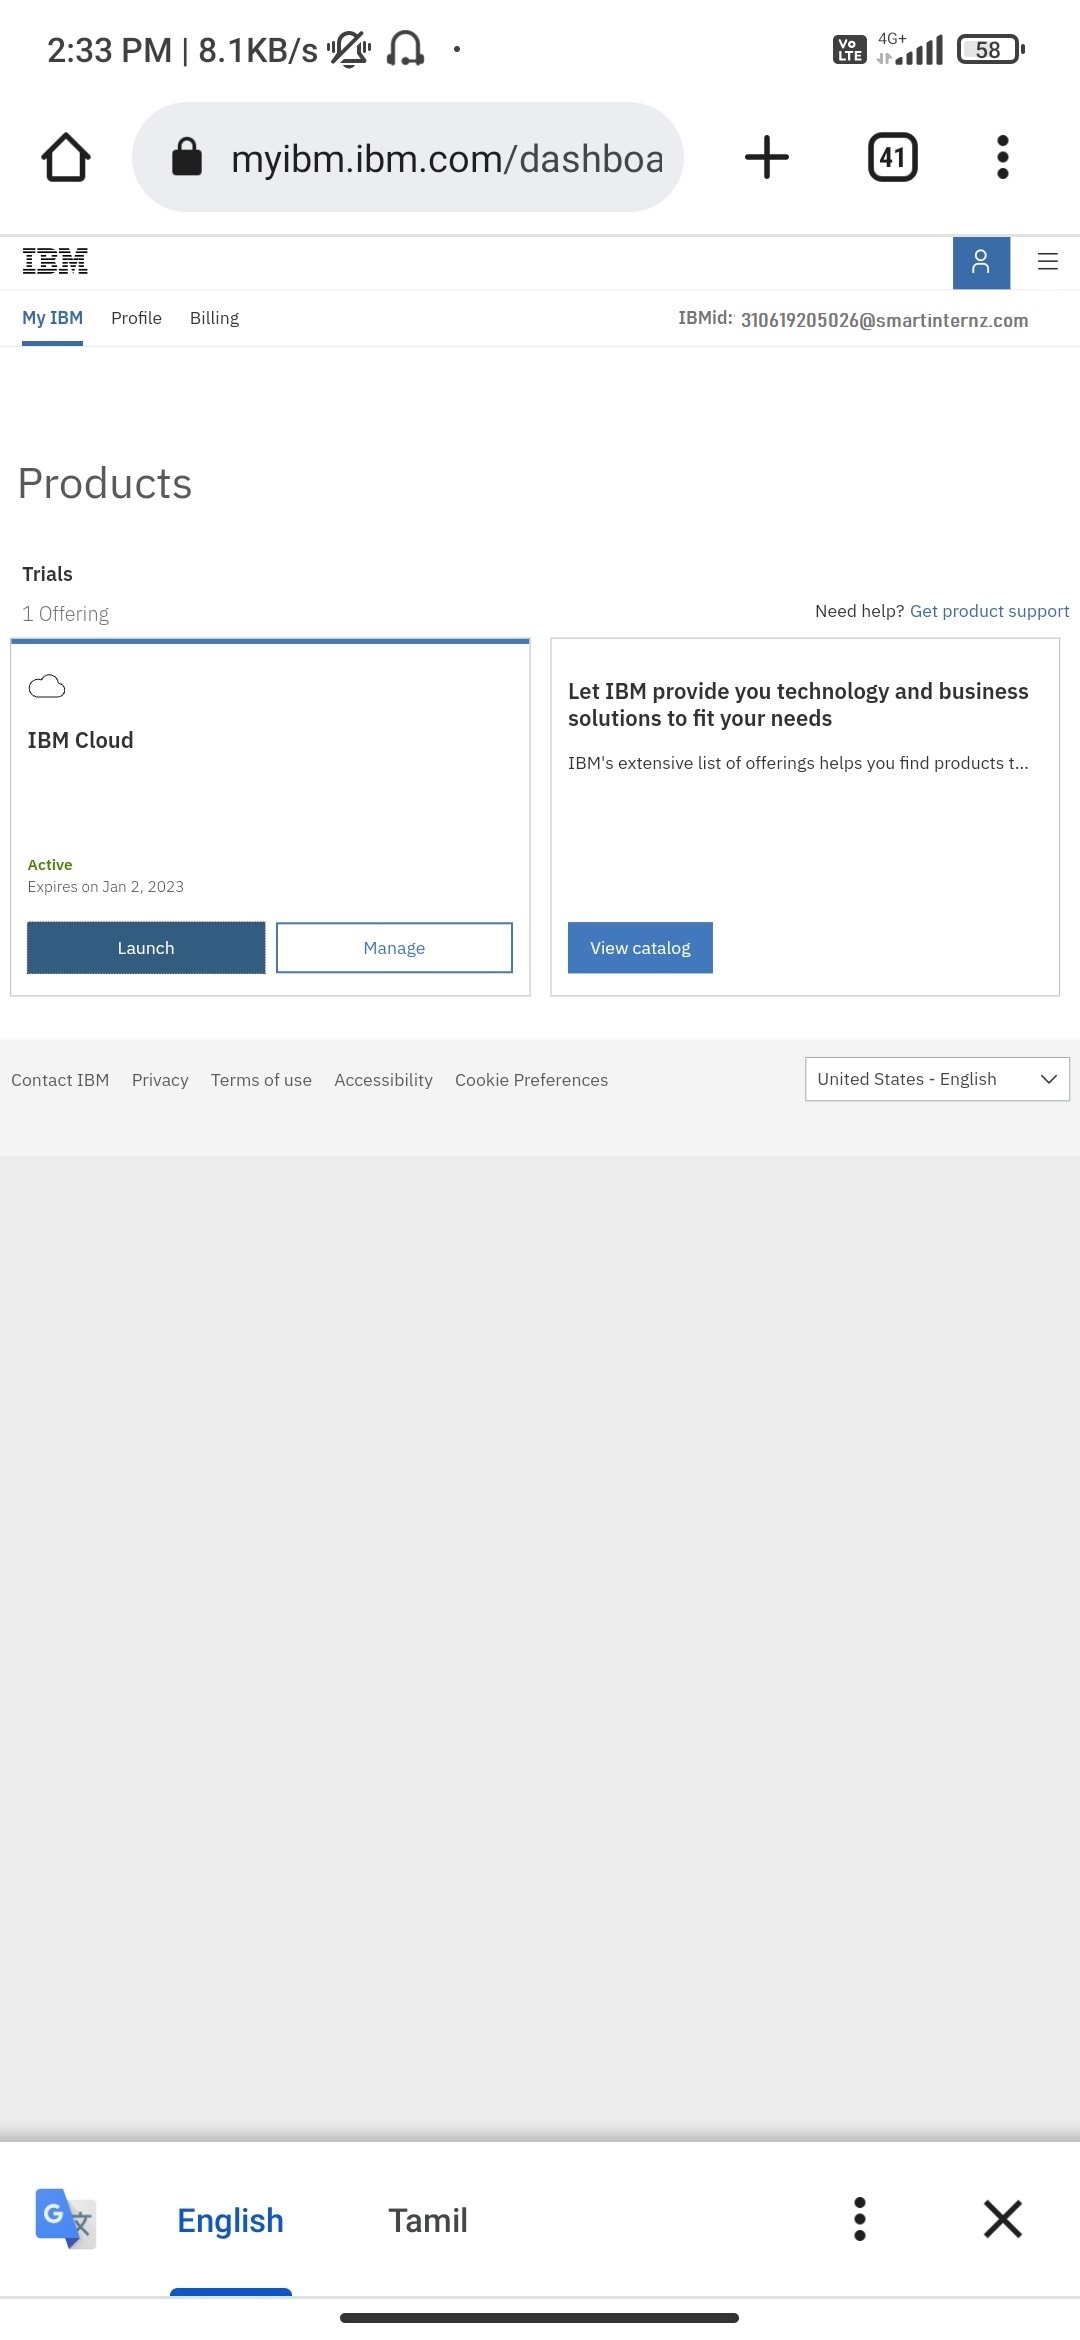 2:33 PM | 8.1KB/s
Vo LTE 4G+ 58
myibm.ibm.com/dashboa
41
IBM
My IBM Profile Billing IBMid: 310619205026@smartinternz.com
Products
Trials
1 Offering
Need help? Get product support
IBM Cloud
Active
Expires on Jan 2, 2023
Launch Manage
Let IBM provide you technology and business
solutions to fit your needs
IBM's extensive list of offerings helps you find products t...
View catalog
Contact IBM Privacy Terms of use Accessibility Cookie Preferences
United States - English
G 文
English Tamil